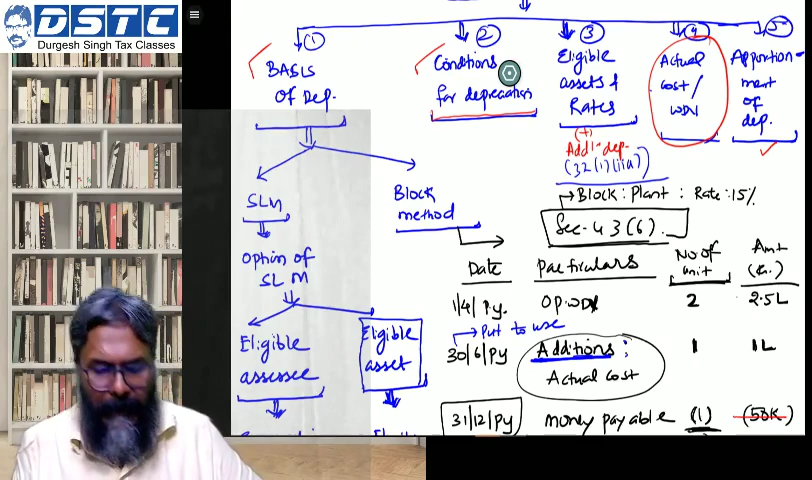 DSTC
Durgesh Singh Tax Classes
① ② ③ ④ ⑤
BASIS
Of Dep.
Conditions
for depreciation
Eligible
assets &
Rates
(+)
Addl. dep.
(32(1)(iia))
Actual
cost/
WDV
Apportion-
ment of
dep.
SLM
Block
method
Option of
SLM
Eligible
assessee
Eligible
asset
Block: Plant: Rate: 15%
Sec. 43(6).
Date Particulars No of unit Amt (Rs.)
1/4/Py. Op WDV 2 2.5L
Put to use
30/6/Py Additions: 1 1L
Actual cost
31/12/Py money payable (1) (50K)